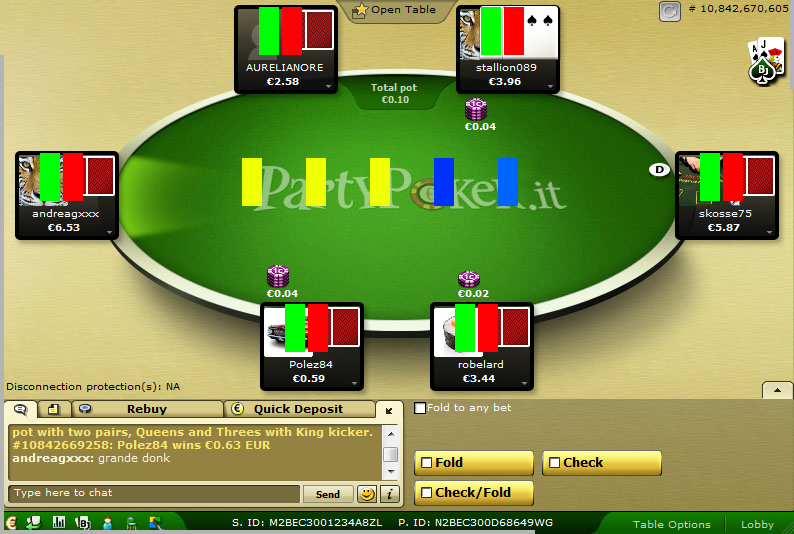 Open Table
# 10,842,670,605
A J
BJ
AURELIANORE
€2.58
stallion089
€3.96
Total pot
€0.10
€0.04
andreagxxx
€6.53
PartyPoker.it
D
skosse75
€5.87
€0.04
€0.02
Polez84
€0.59
robelard
€3.44
Disconnection protection(s): NA
Rebuy
€ Quick Deposit
Fold to any bet
pot with two pairs, Queens and Threes with King kicker.
#10842669258: Polez84 wins €0.63 EUR
andreagxxx: grande donk
Fold
Check
Type here to chat
Send
i
Check/Fold
€
BJ
S. ID: M2BEC3001234A8ZL
P. ID: N2BEC300D68649WG
Table Options
Lobby